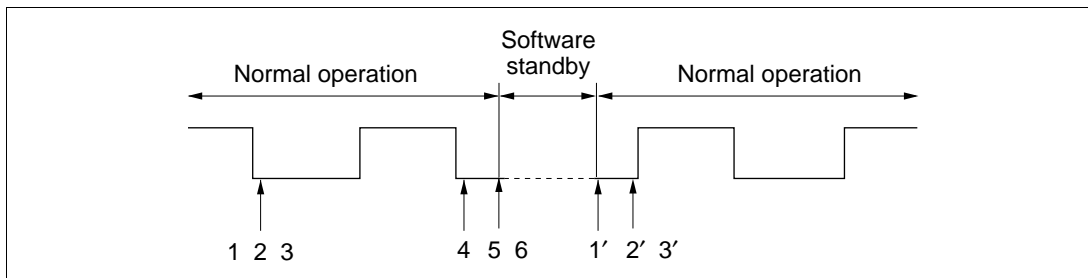 Software
standby
Normal operation
Normal operation
1 2 3
4 5 6
1′ 2′ 3′